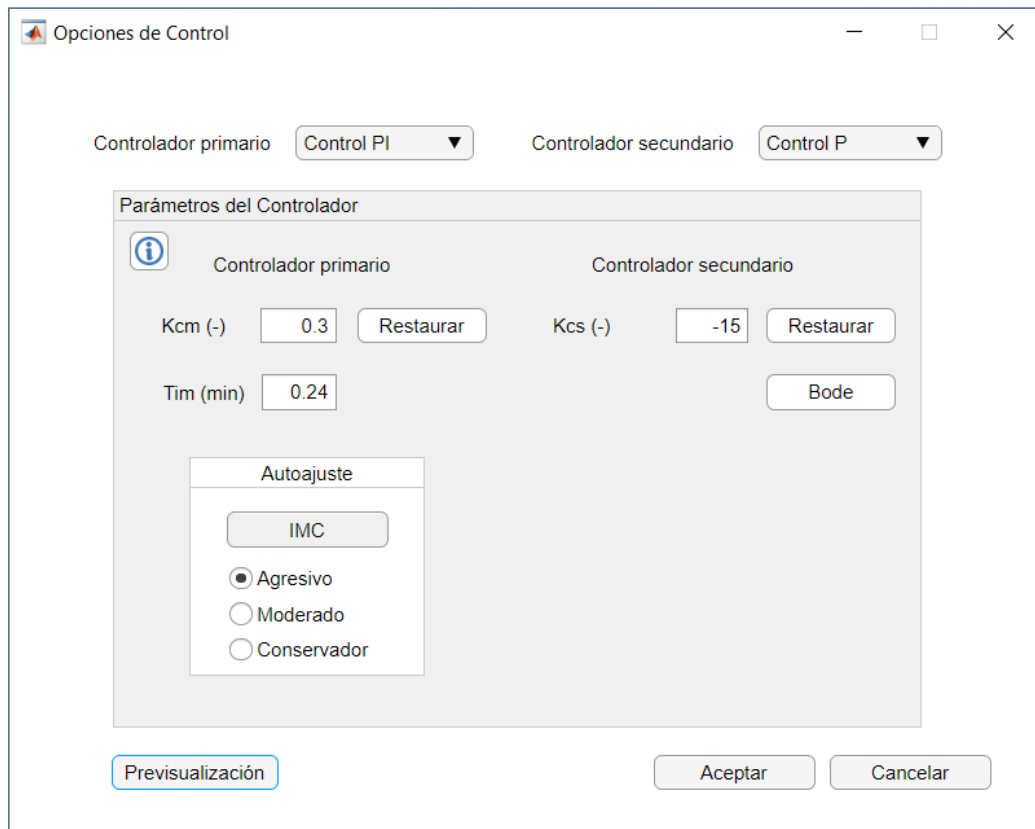 Opciones de Control
Controlador primario Control PI ▼ Controlador secundario Control P ▼
Parámetros del Controlador
Controlador primario Controlador secundario
Kcm (-) 0.3 Restaurar Kcs (-) -15 Restaurar
Tim (min) 0.24 Bode
Autoajuste
IMC
Agresivo
Moderado
Conservador
Previsualización Aceptar Cancelar